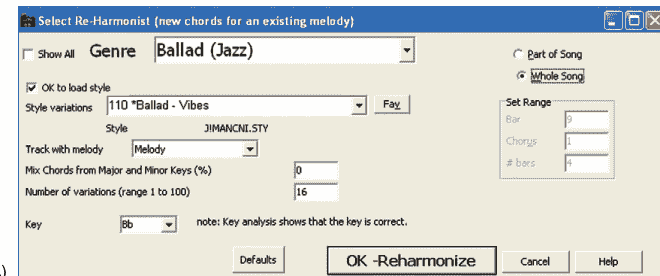 Select Re-Harmonist (new chords for an existing melody)
Show All Genre Ballad (Jazz)
Part of Song
Whole Song
OK to load style
Style variations 110 *Ballad - Vibes Fav
Set Range
Style J!MANCNI.STY
Bar 9
Track with melody Melody
Chorus 1
Mix Chords from Major and Minor Keys (%) 0
# bars 4
Number of variations (range 1 to 100) 16
Key Bb note: Key analysis shows that the key is correct.
Defaults OK -Reharmonize Cancel Help